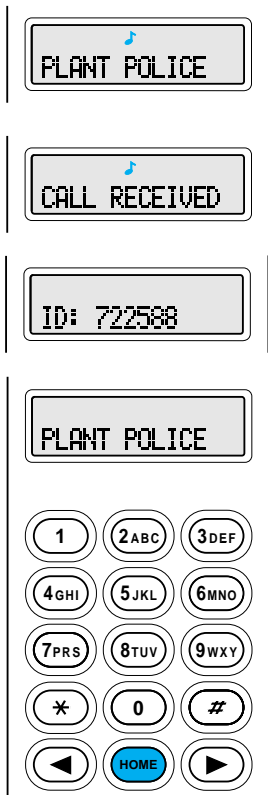 PLANT POLICE
CALL RECEIVED
ID: 722588
PLANT POLICE
1 2ABC 3DEF
4GHI 5JKL 6MNO
7PRS 8TUV 9WXY
* 0 #
◀ HOME ▶